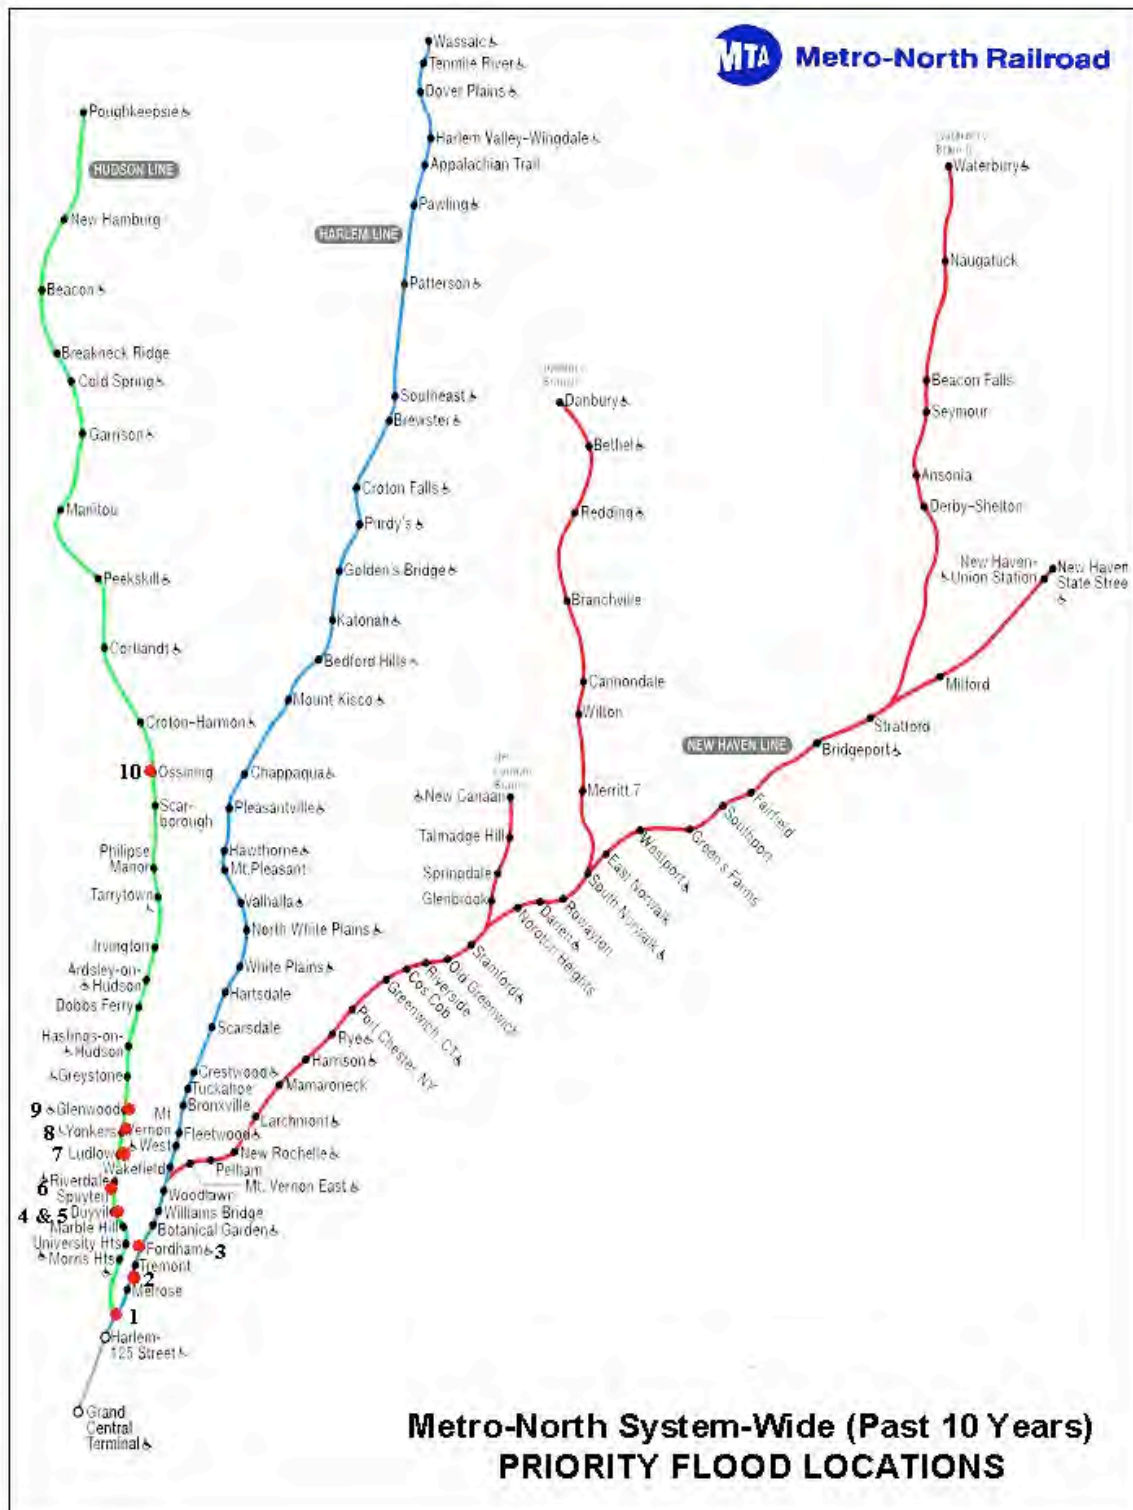 MTA Metro-North Railroad
Wassaic
Tenmile River
Dover Plains
Poughkeepsie
Harlem Valley-Wingdale
HUDSON LINE
Appalachian Trail
Waterbury
Pawling
New Hamburg
HARLEM LINE
Naugatuck
Patterson
Beacon
Breakneck Ridge
Cold Spring
Beacon Falls
Southeast
Danbury
Seymour
Brewster
Garrison
Bethel
Ansonia
Croton Falls
Derby-Shelton
Manitou
Redding
Purdy's
New Haven-
Union Station
New Haven
State Stree
Golden's Bridge
Peekskill
Branchville
Katonah
Cortlandt
Bedford Hills
Cannondale
Milford
Mount Kisco
Wilton
Croton-Harmon
Stratford
NEW HAVEN LINE
Bridgeport
10 Ossining
Chappaqua
Merritt 7
New Canaan
Fairfield
Scar-
borough
Pleasantville
Southport
Talmadge Hill
Green's Farms
Westport
Philipse
Manor
Hawthorne
Mt.Pleasant
East Norwalk
Springdale
South Norwalk
Tarrytown
Valhalla
Glenbrook
Rowayton
Darien
Noroton Heights
North White Plains
Irvington
Stamford
Ardsley-on-
Hudson
White Plains
Old Greenwich
Riverside
Cos Cob
Greenwich, CT
Hartsdale
Dobbs Ferry
Port Chester, NY
Scarsdale
Rye
Hastings-on-
Hudson
Harrison
Greystone
Crestwood
Tuckahoe
Mamaroneck
9 Glenwood
Mt
Vernon
West
Bronxville
Larchmont
8 Yonkers
Fleetwood
7 Ludlow
New Rochelle
Wakefield
Pelham
Riverdale
6
Mt. Vernon East
Spuyten
Duyvil
Woodlawn
4 & 5
Williams Bridge
Marble Hill
Botanical Garden
University Hts
Fordham 3
Morris Hts
Tremont
2
Melrose
1
Harlem-
125 Street
Grand
Central
Terminal
Metro-North System-Wide (Past 10 Years)
PRIORITY FLOOD LOCATIONS